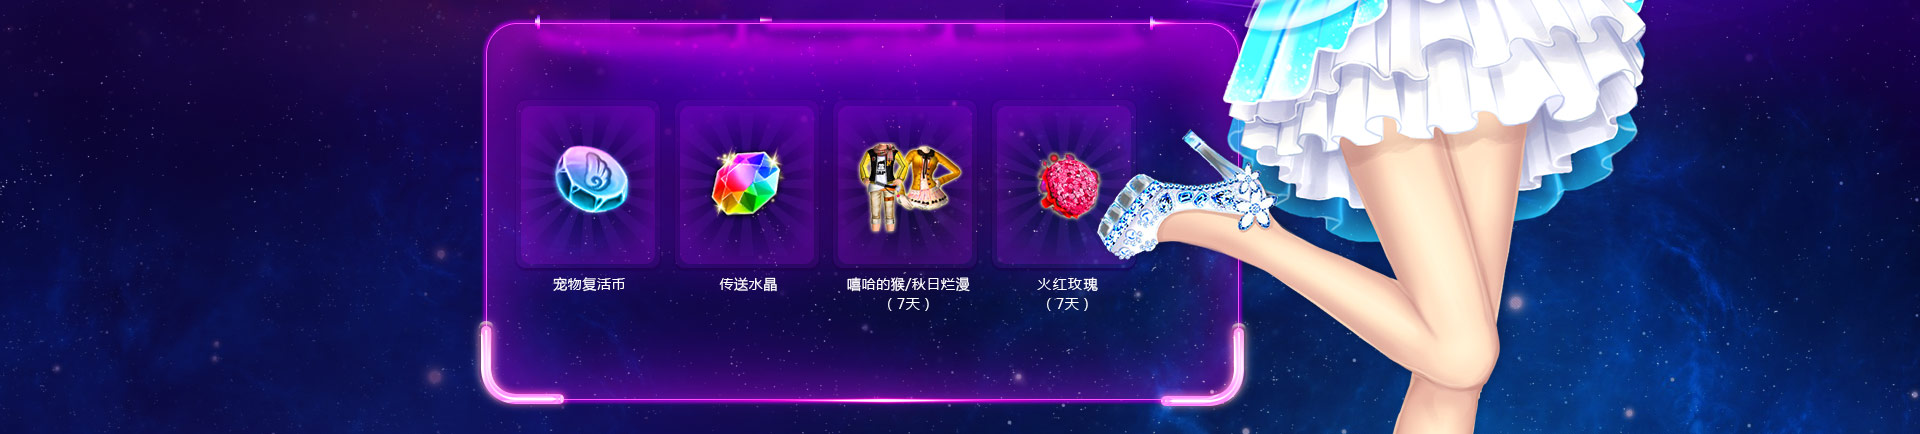 宠物复活币
传送水晶
嘻哈的猴/秋日烂漫
（7天）
火红玫瑰
（7天）